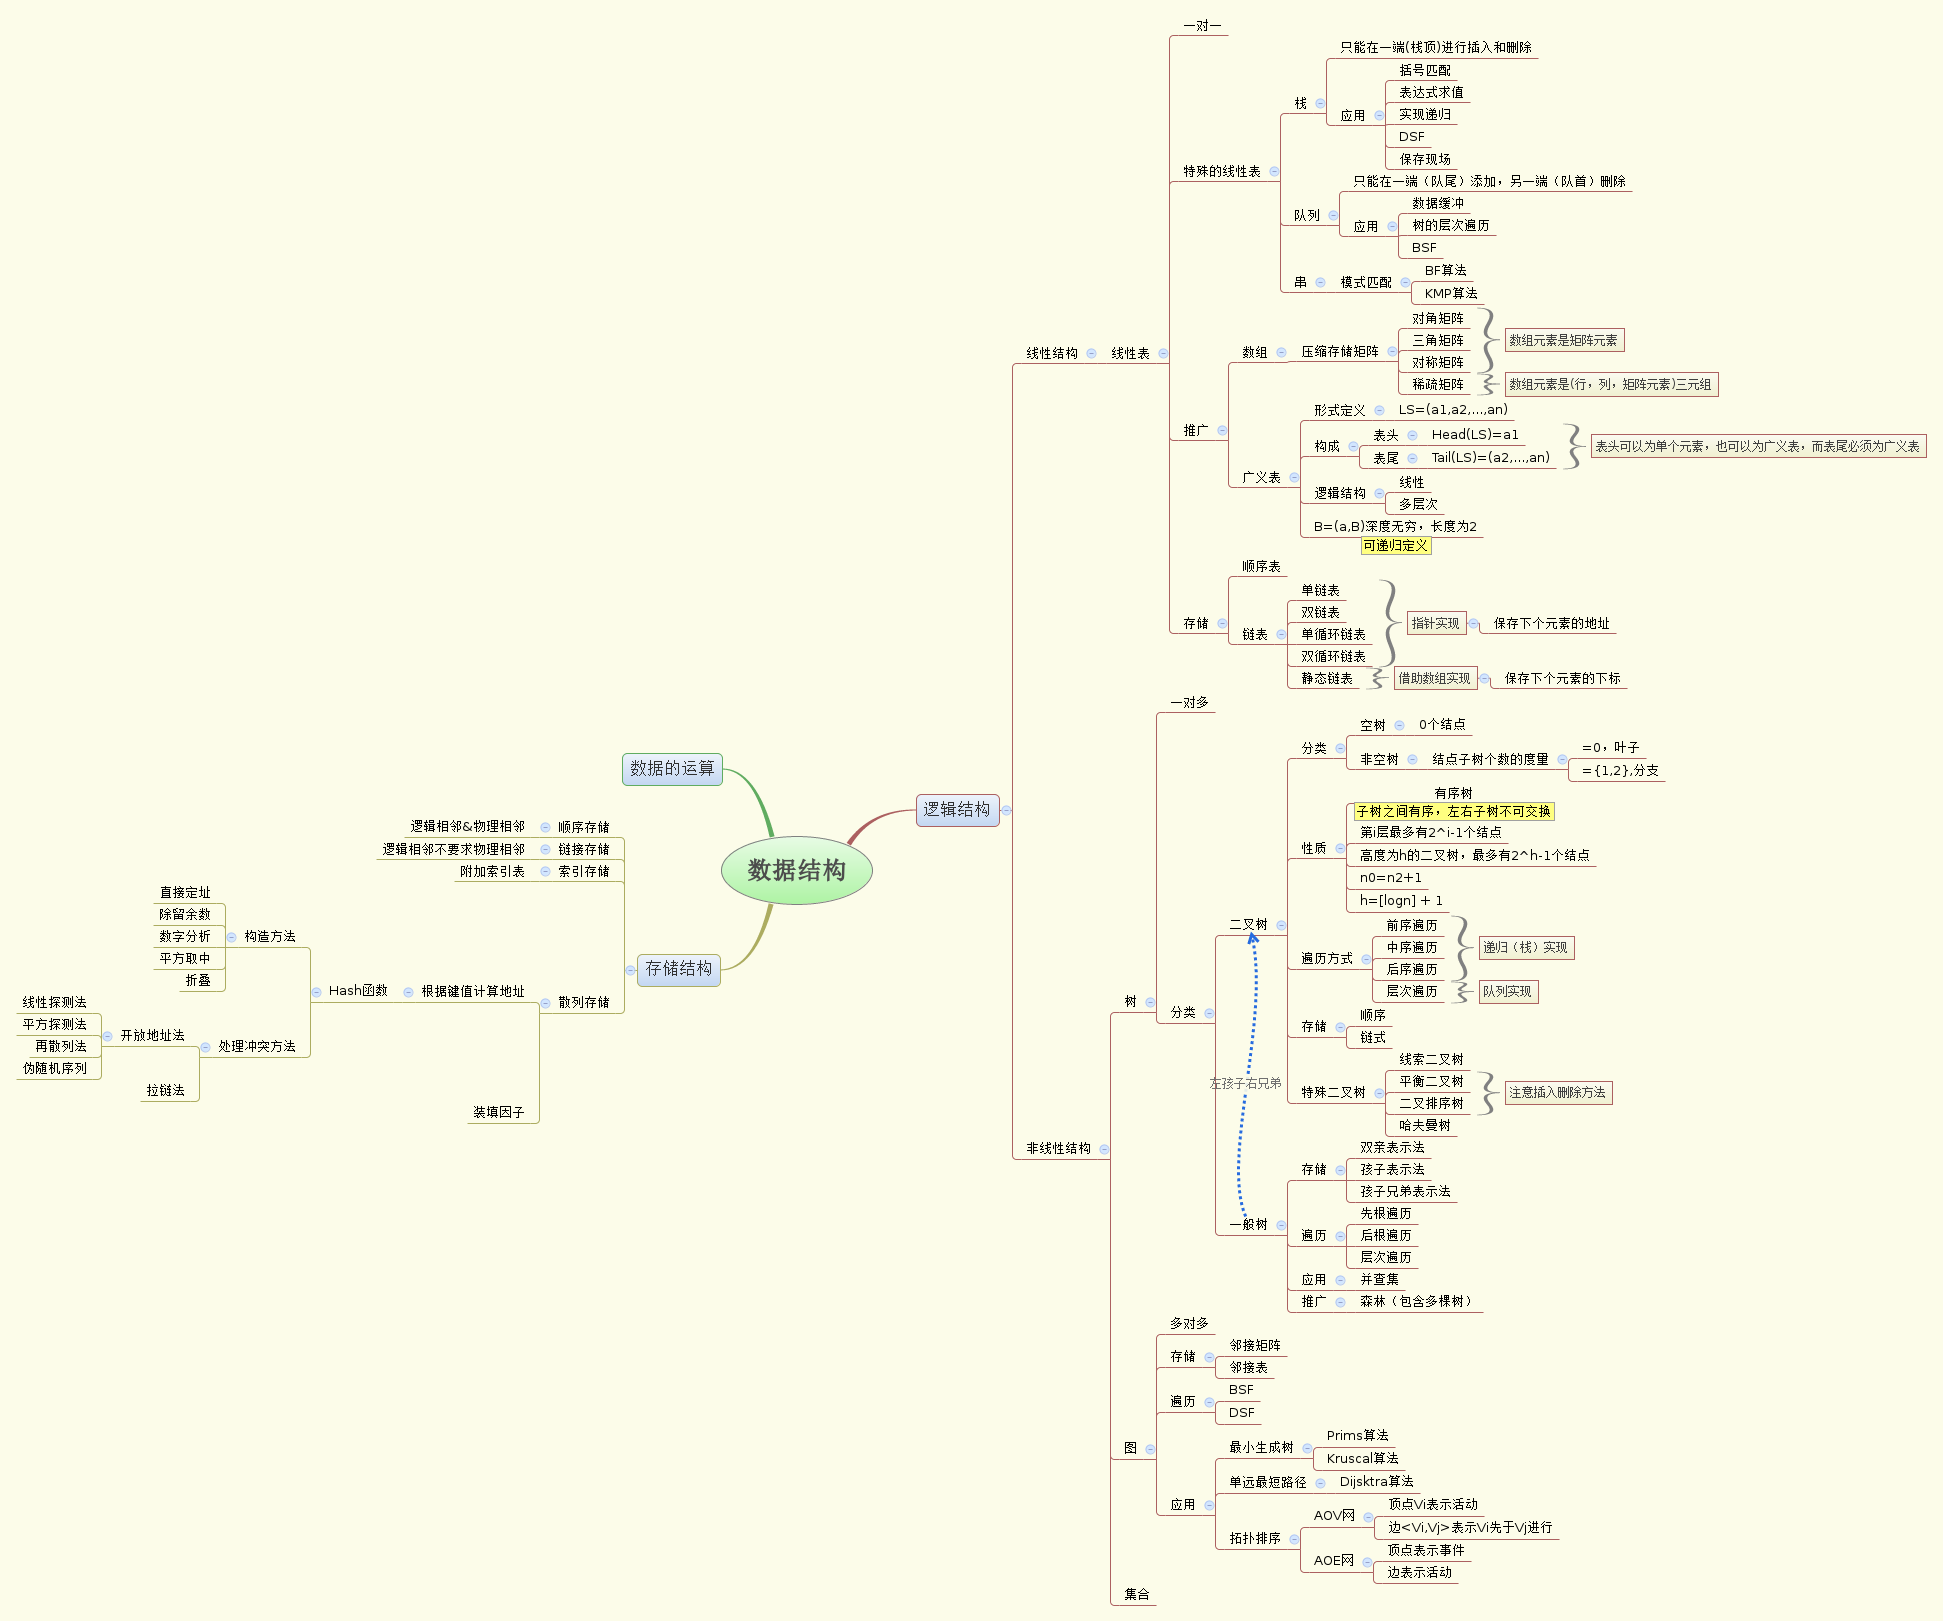 数据结构
逻辑结构
线性结构
线性表
一对一
特殊的线性表
栈
只能在一端(栈顶)进行插入和删除
应用
括号匹配
表达式求值
实现递归
DSF
保存现场
队列
只能在一端（队尾）添加，另一端（队首）删除
应用
数据缓冲
树的层次遍历
BSF
串
模式匹配
BF算法
KMP算法
推广
数组
压缩存储矩阵
对角矩阵
三角矩阵
对称矩阵
数组元素是矩阵元素
稀疏矩阵
数组元素是(行，列，矩阵元素)三元组
广义表
形式定义
LS=(a1,a2,...,an)
构成
表头
Head(LS)=a1
表尾
Tail(LS)=(a2,...,an)
表头可以为单个元素，也可以为广义表，而表尾必须为广义表
逻辑结构
线性
多层次
B=(a,B)深度无穷，长度为2
可递归定义
存储
顺序表
链表
单链表
双链表
单循环链表
双循环链表
指针实现
保存下个元素的地址
静态链表
借助数组实现
保存下个元素的下标
非线性结构
树
一对多
分类
二叉树
分类
空树
0个结点
非空树
结点子树个数的度量
=0，叶子
={1,2},分支
性质
有序树
子树之间有序，左右子树不可交换
第i层最多有2^i-1个结点
高度为h的二叉树，最多有2^h-1个结点
n0=n2+1
h=[logn] + 1
遍历方式
前序遍历
中序遍历
后序遍历
递归（栈）实现
层次遍历
队列实现
存储
顺序
链式
特殊二叉树
线索二叉树
平衡二叉树
二叉排序树
注意插入删除方法
哈夫曼树
左孩子右兄弟
一般树
存储
双亲表示法
孩子表示法
孩子兄弟表示法
遍历
先根遍历
后根遍历
层次遍历
应用
并查集
推广
森林（包含多棵树）
图
多对多
存储
邻接矩阵
邻接表
遍历
BSF
DSF
应用
最小生成树
Prims算法
Kruscal算法
单远最短路径
Dijsktra算法
拓扑排序
AOV网
顶点Vi表示活动
边<Vi,Vj>表示Vi先于Vj进行
AOE网
顶点表示事件
边表示活动
集合
数据的运算
存储结构
顺序存储
逻辑相邻&物理相邻
链接存储
逻辑相邻不要求物理相邻
索引存储
附加索引表
散列存储
根据键值计算地址
Hash函数
构造方法
直接定址
除留余数
数字分析
平方取中
折叠
处理冲突方法
开放地址法
线性探测法
平方探测法
再散列法
伪随机序列
拉链法
装填因子